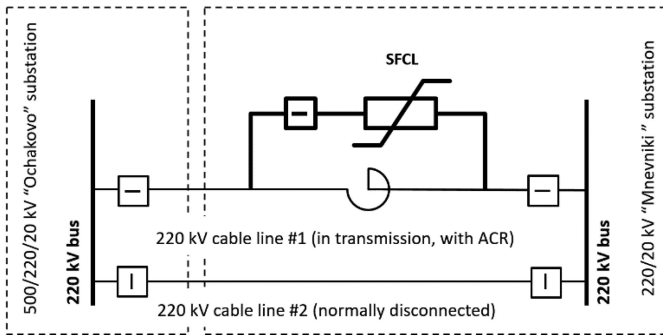 500/220/20 kV “Ochakovo” substation
220 kV bus
SFCL
220 kV cable line #1 (in transmission, with ACR)
220 kV cable line #2 (normally disconnected)
220 kV bus
220/20 kV “Mnevniki” substation